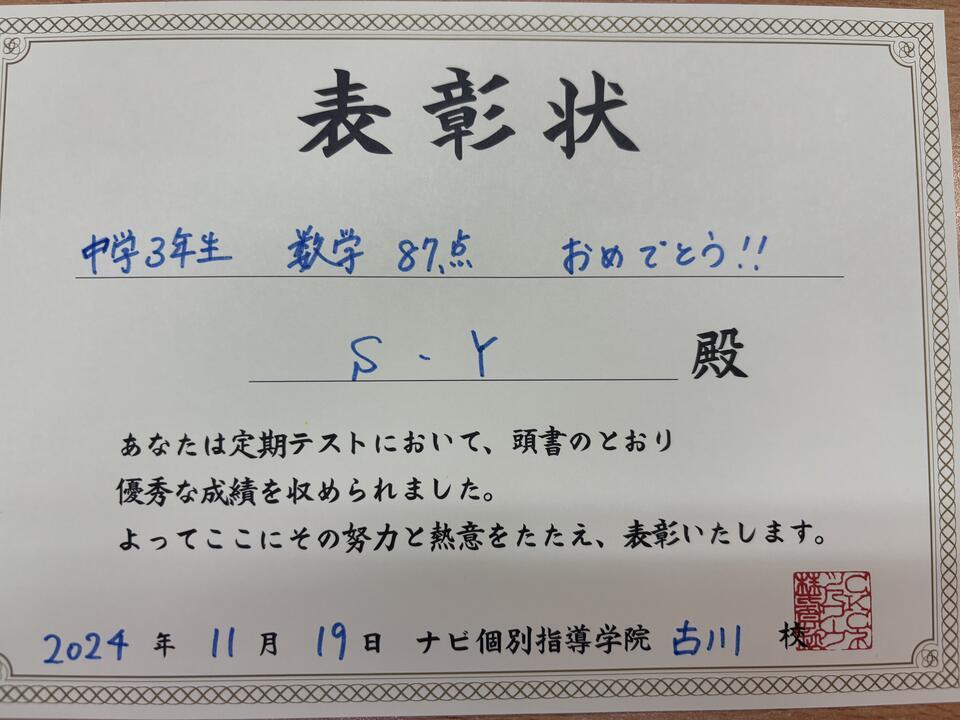 表彰状
中学3年生 数学 87点 おめでとう!!
S.Y 殿
あなたは定期テストにおいて、頭書のとおり
優秀な成績を収められました。
よってここにその努力と熱意をたたえ、表彰いたします。
2024 年 11 月 19 日 ナビ個別指導学院 古川 校